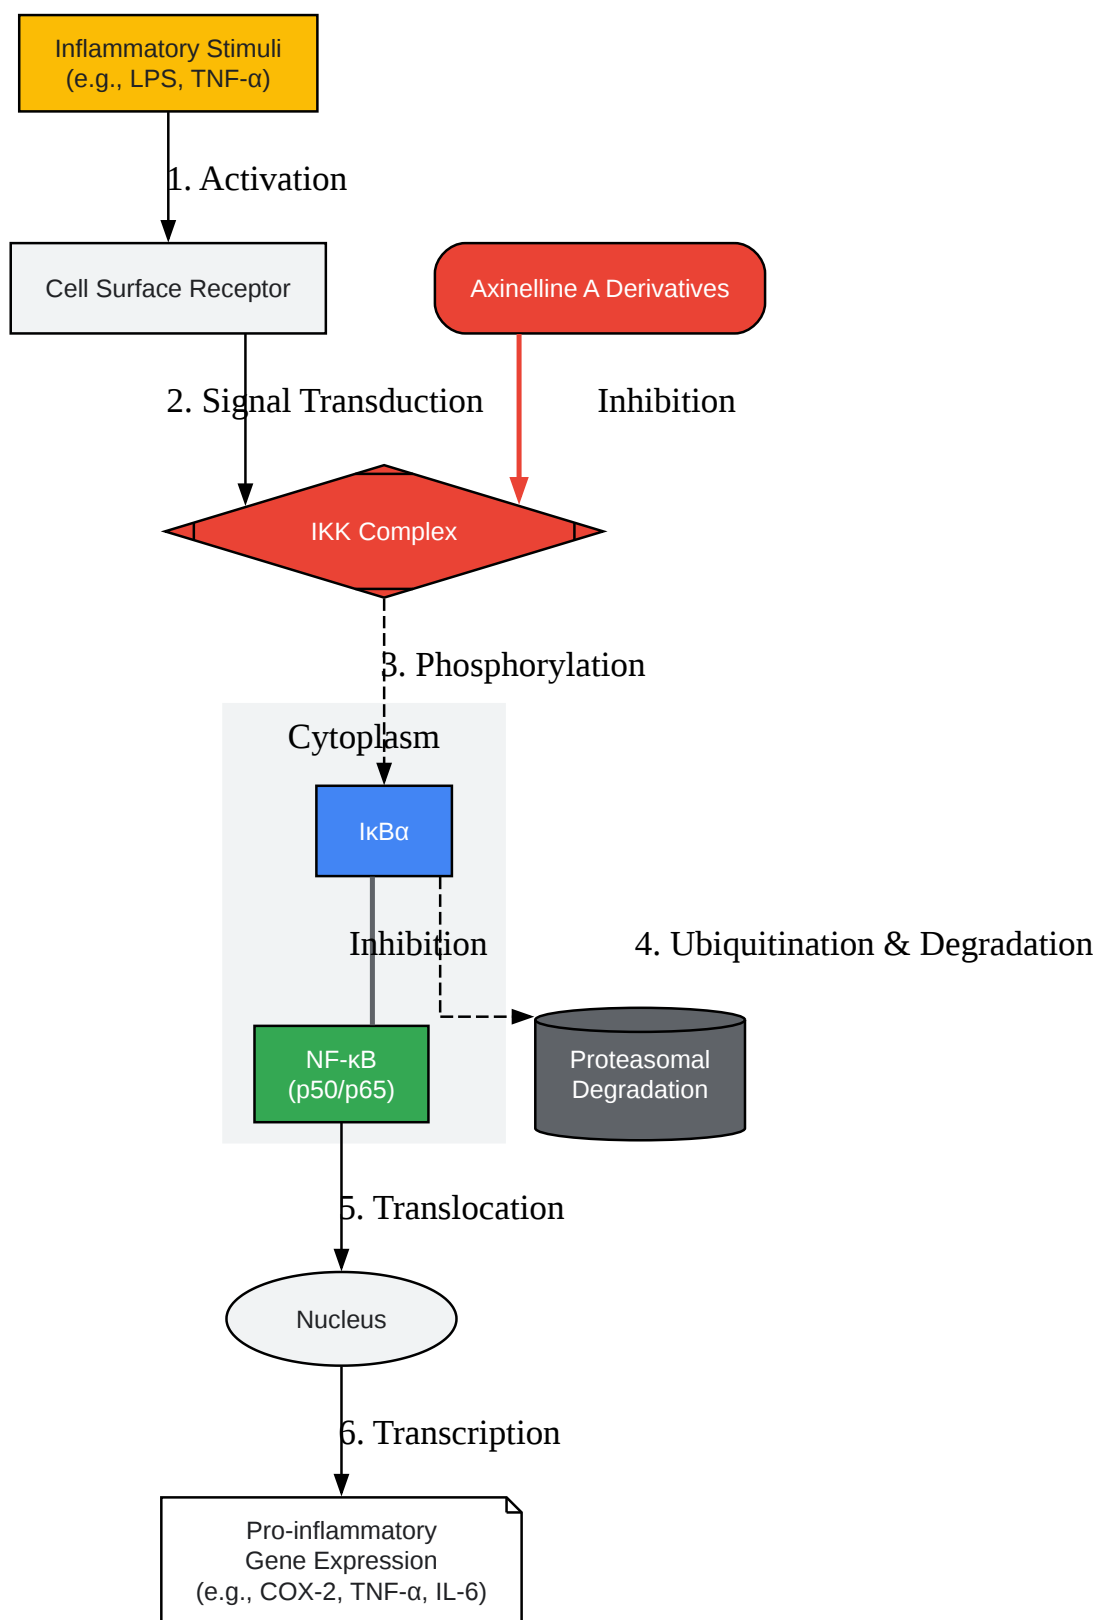 Inflammatory Stimuli
(e.g., LPS, TNF-α)
1. Activation
Cell Surface Receptor
Axinelline A Derivatives
2. Signal Transduction
Inhibition
IKK Complex
3. Phosphorylation
Cytoplasm
IκBα
Inhibition
4. Ubiquitination & Degradation
NF-κB
(p50/p65)
Proteasomal
Degradation
5. Translocation
Nucleus
6. Transcription
Pro-inflammatory
Gene Expression
(e.g., COX-2, TNF-α, IL-6)